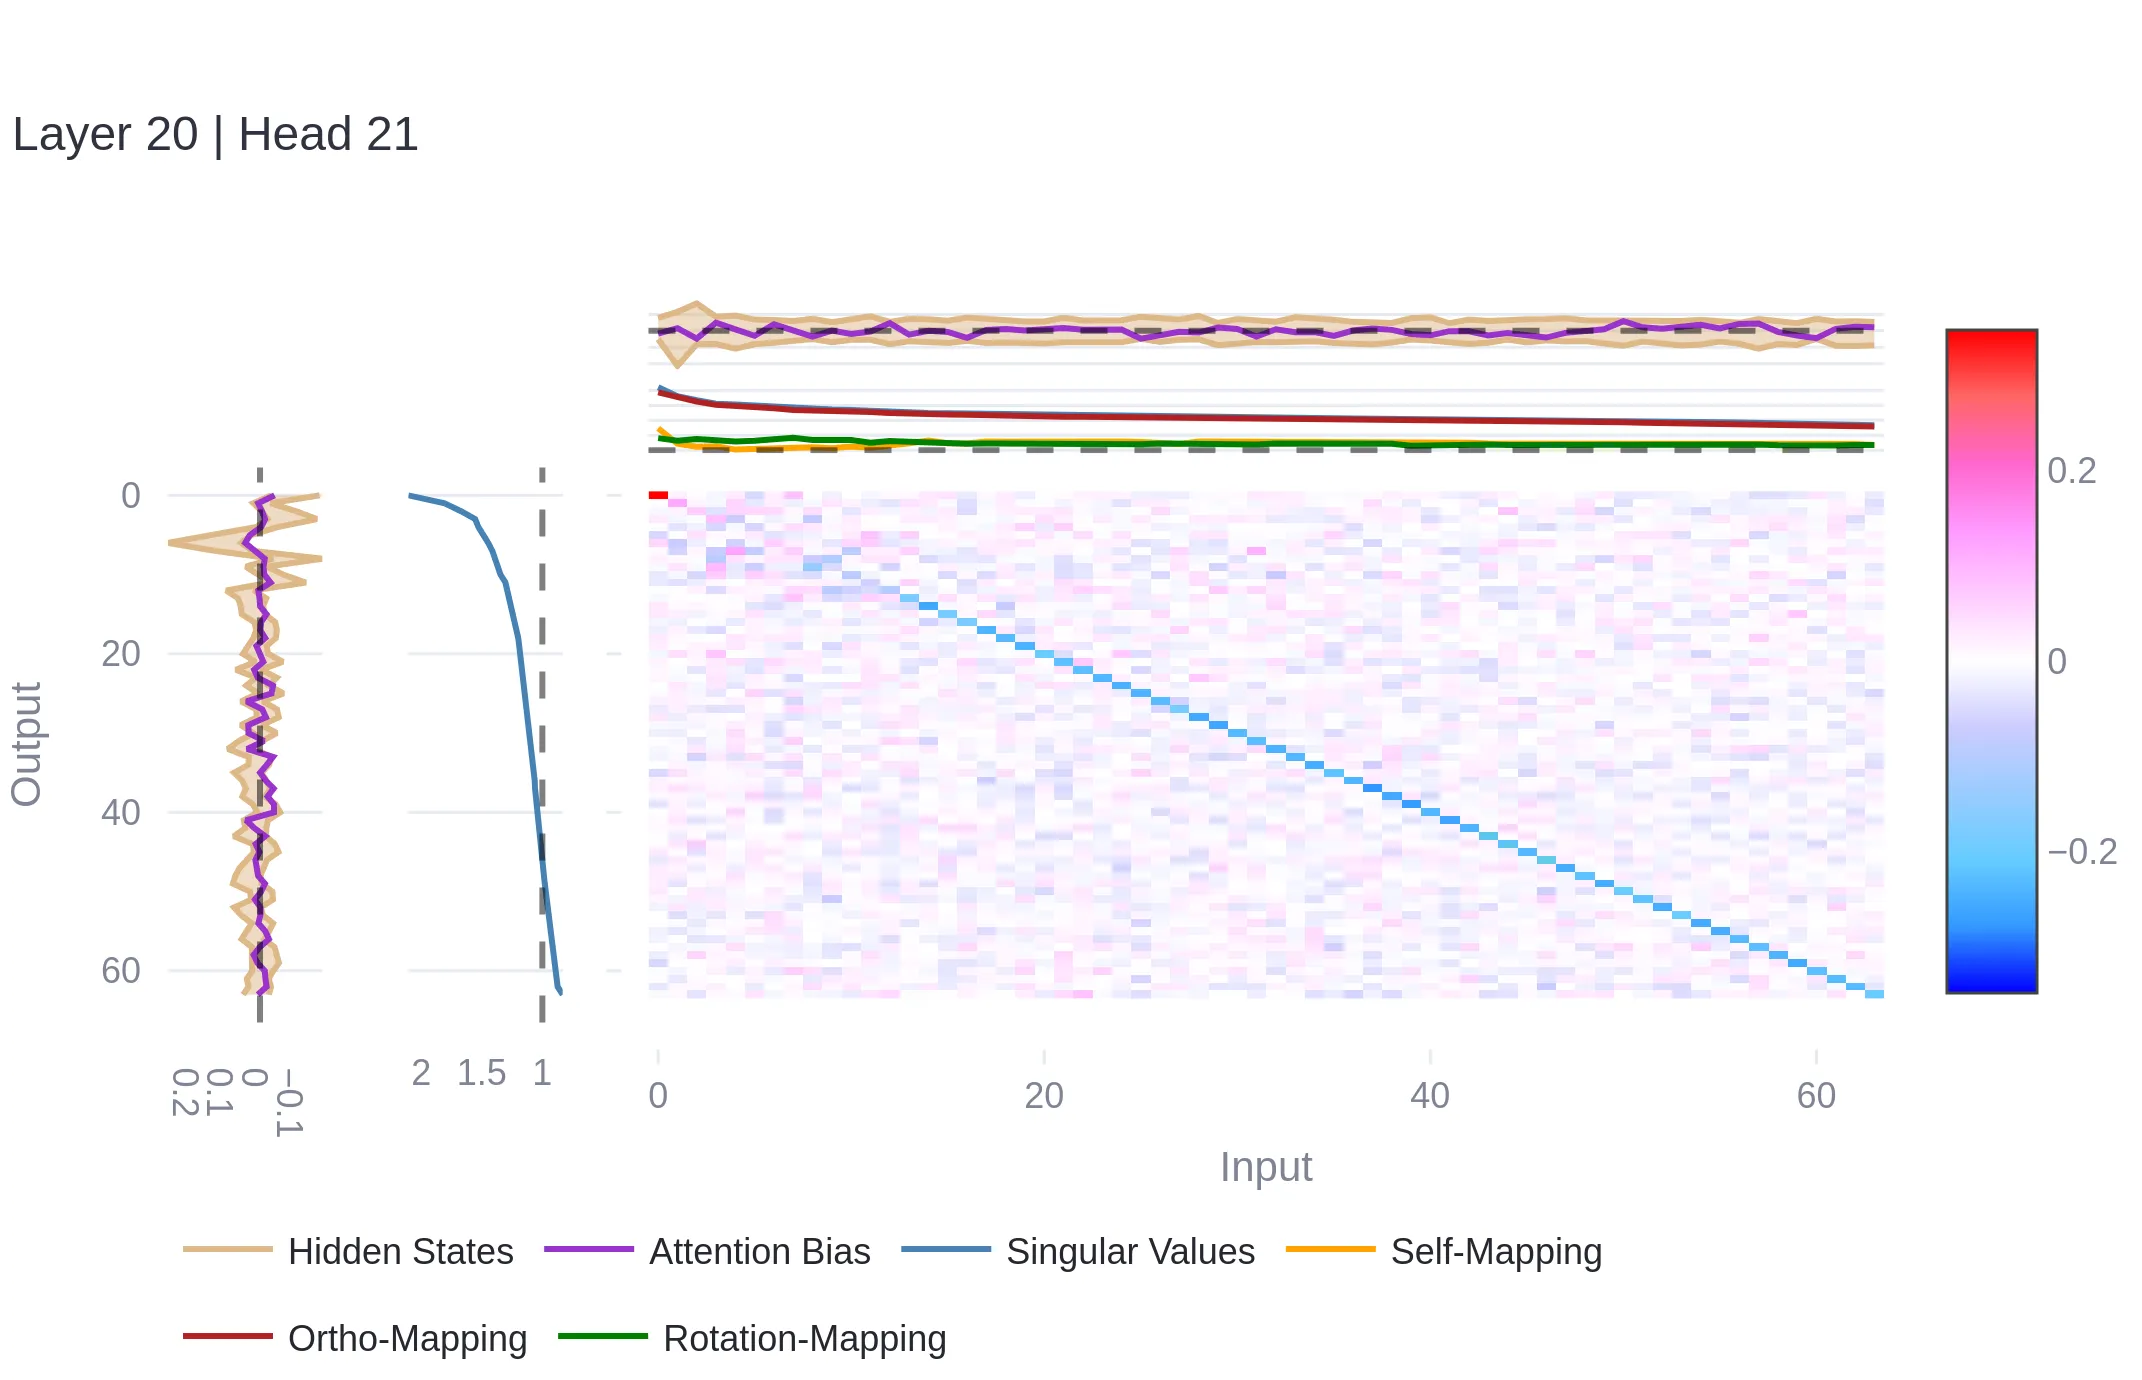 Layer 20 | Head 21
0
20
40
60
Output
0.2
0.1
0
−0.1
2 1.5 1
0 20 40 60
Input
0.2
0
−0.2
Hidden States Attention Bias Singular Values Self-Mapping
Ortho-Mapping Rotation-Mapping